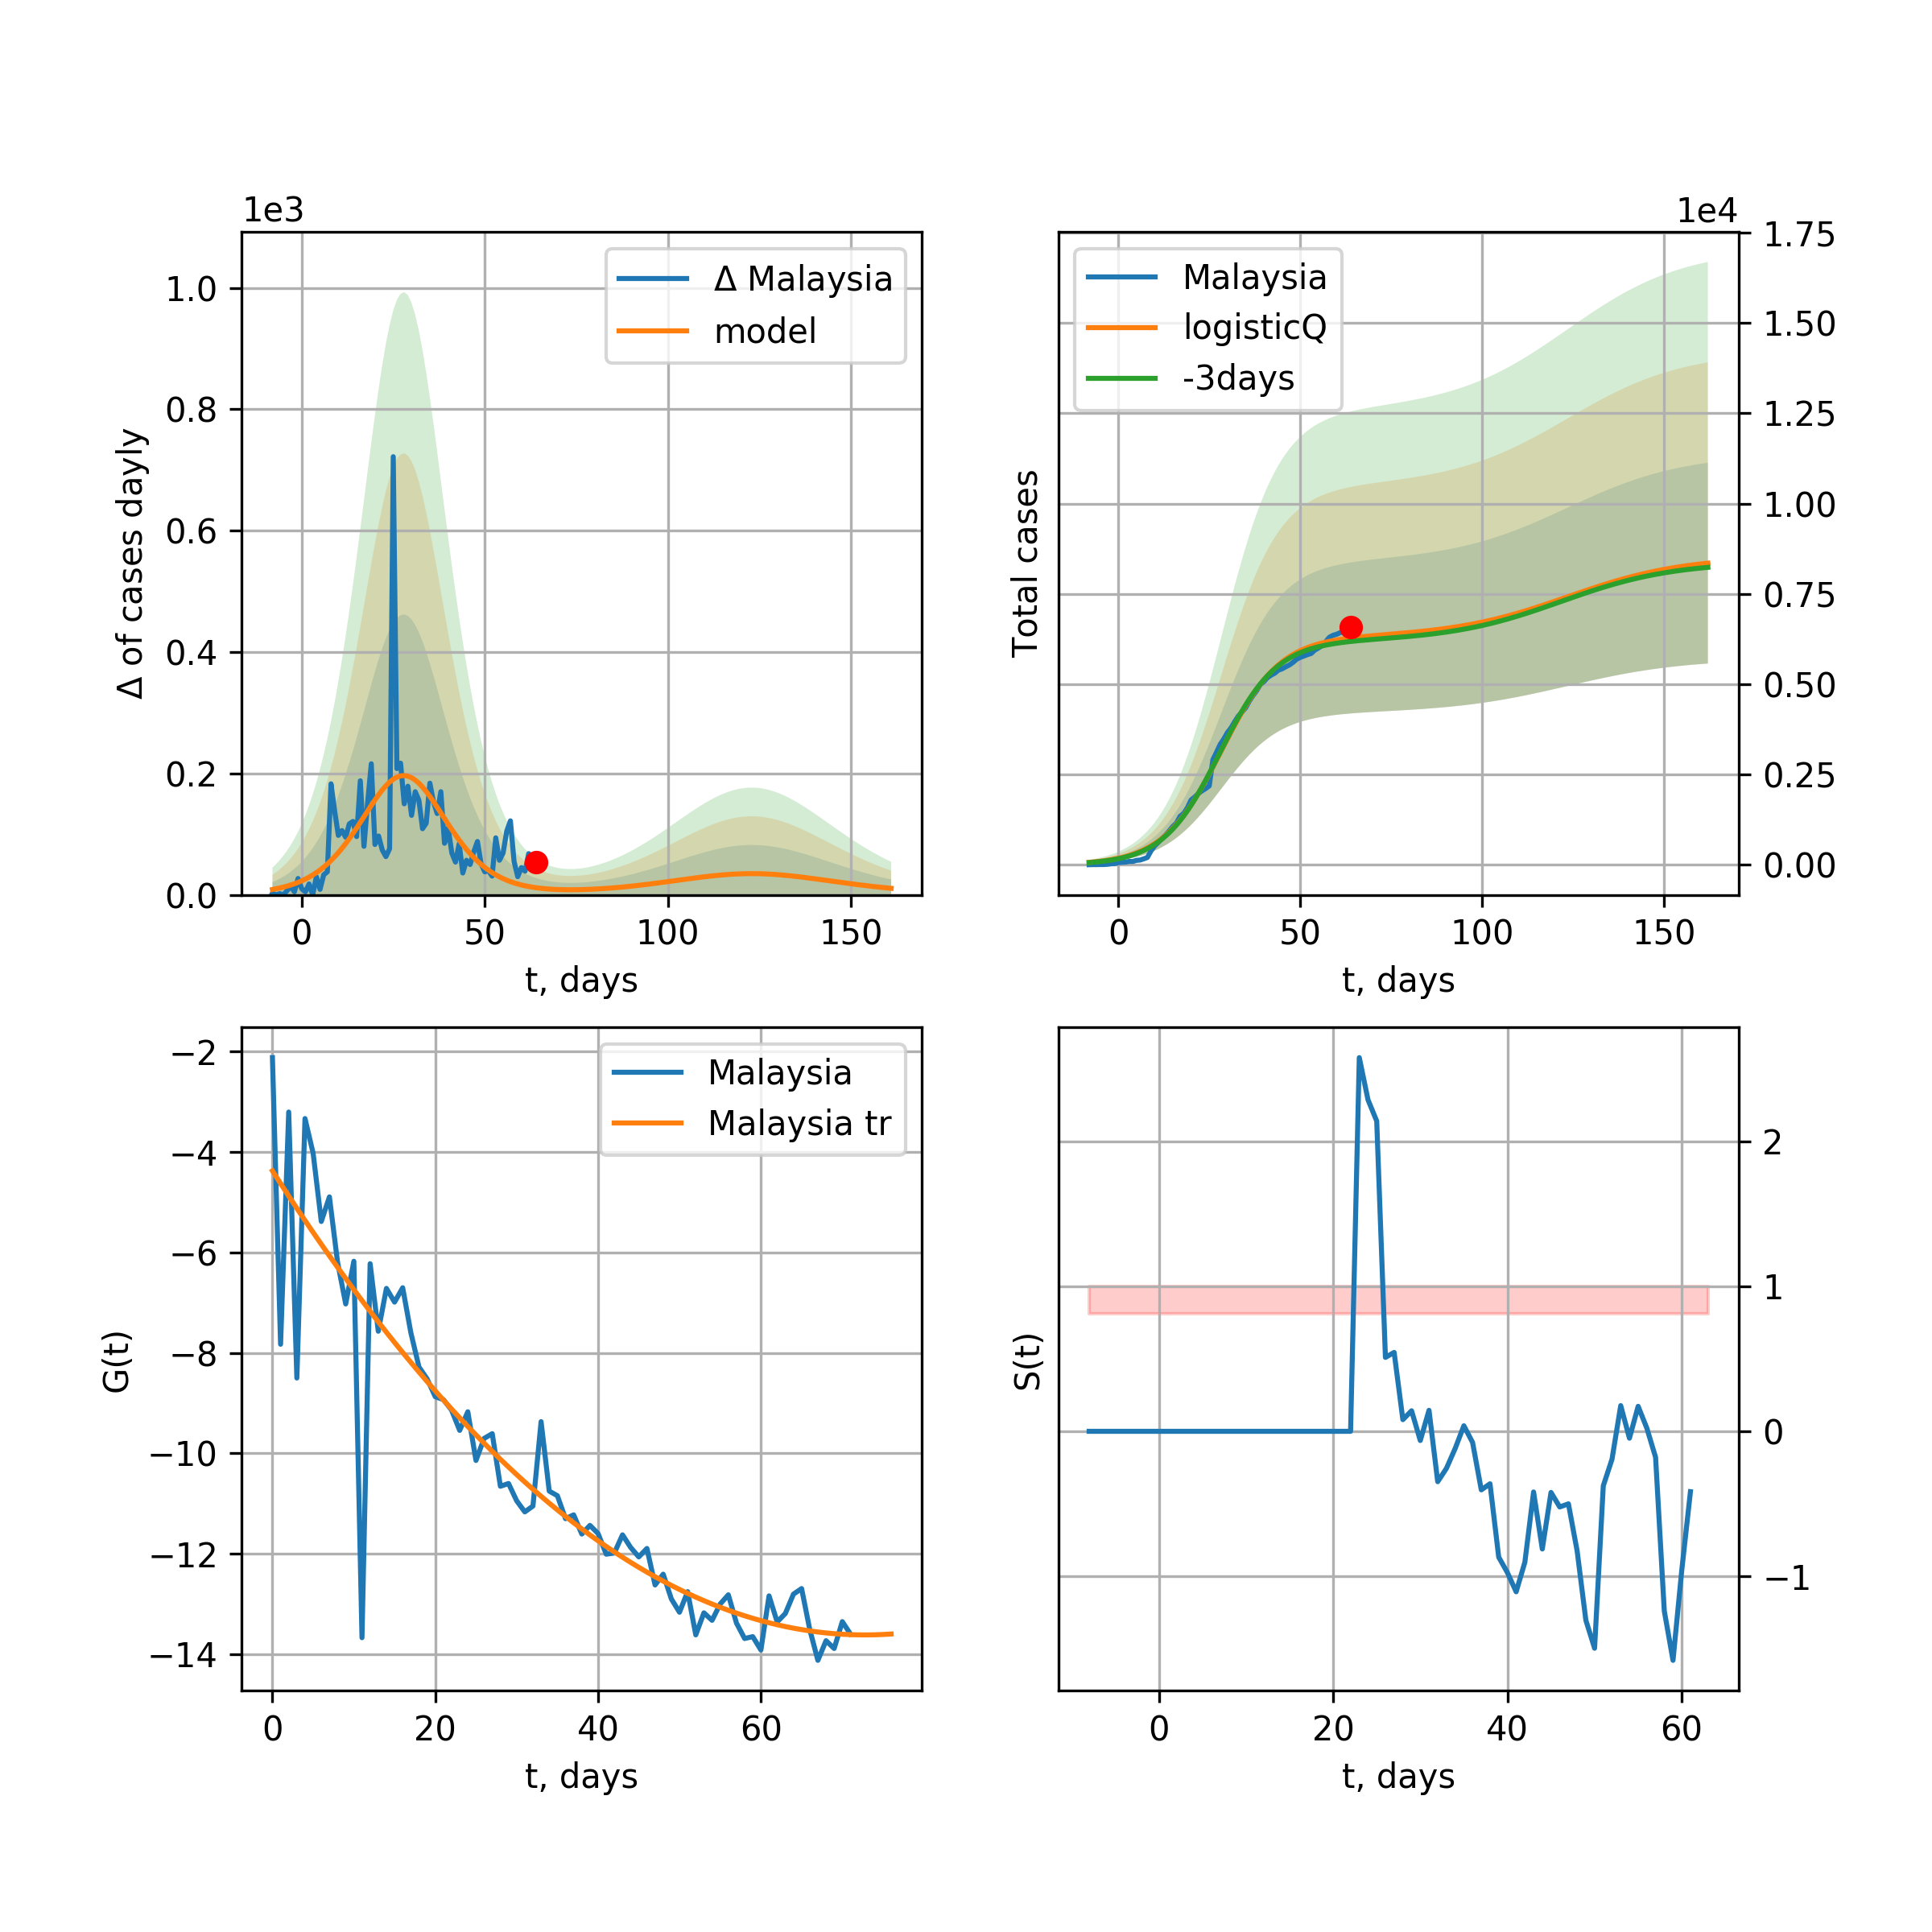 1e3
Δ of cases dayly
1.0
0.8
0.6
0.4
0.2
0.0
Δ Malaysia
model
0 50 100 150
t, days
1e4
Total cases
Malaysia
logisticQ
-3days
1.75
1.50
1.25
1.00
0.75
0.50
0.25
0.00
0 50 100 150
t, days
G(t)
−2
−4
−6
−8
−10
−12
−14
Malaysia
Malaysia tr
0 20 40 60
t, days
S(t)
2
1
0
−1
0 20 40 60
t, days